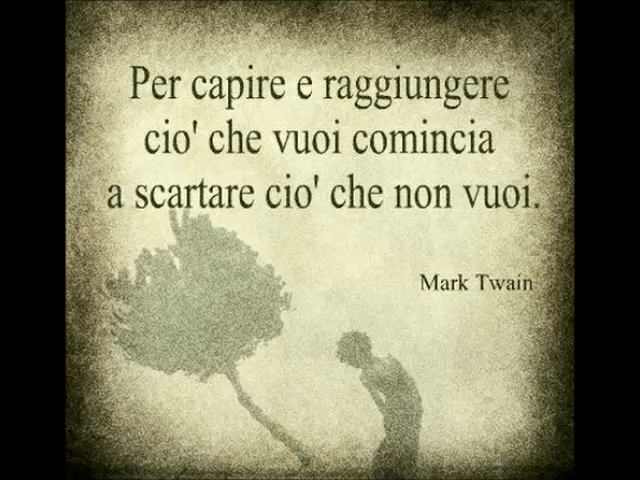 Per capire e raggiungere
cio' che vuoi comincia
a scartare cio' che non vuoi.
Mark Twain